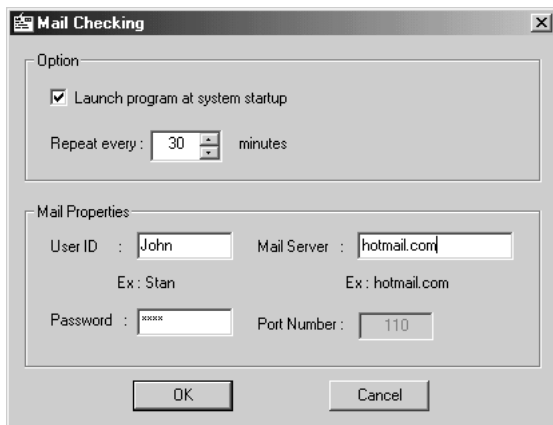 Mail Checking
Option
Launch program at system startup
Repeat every : 30 minutes
Mail Properties
User ID : John Mail Server : hotmail.com
Ex : Stan Ex : hotmail.com
Password : xxxx Port Number : 110
OK Cancel